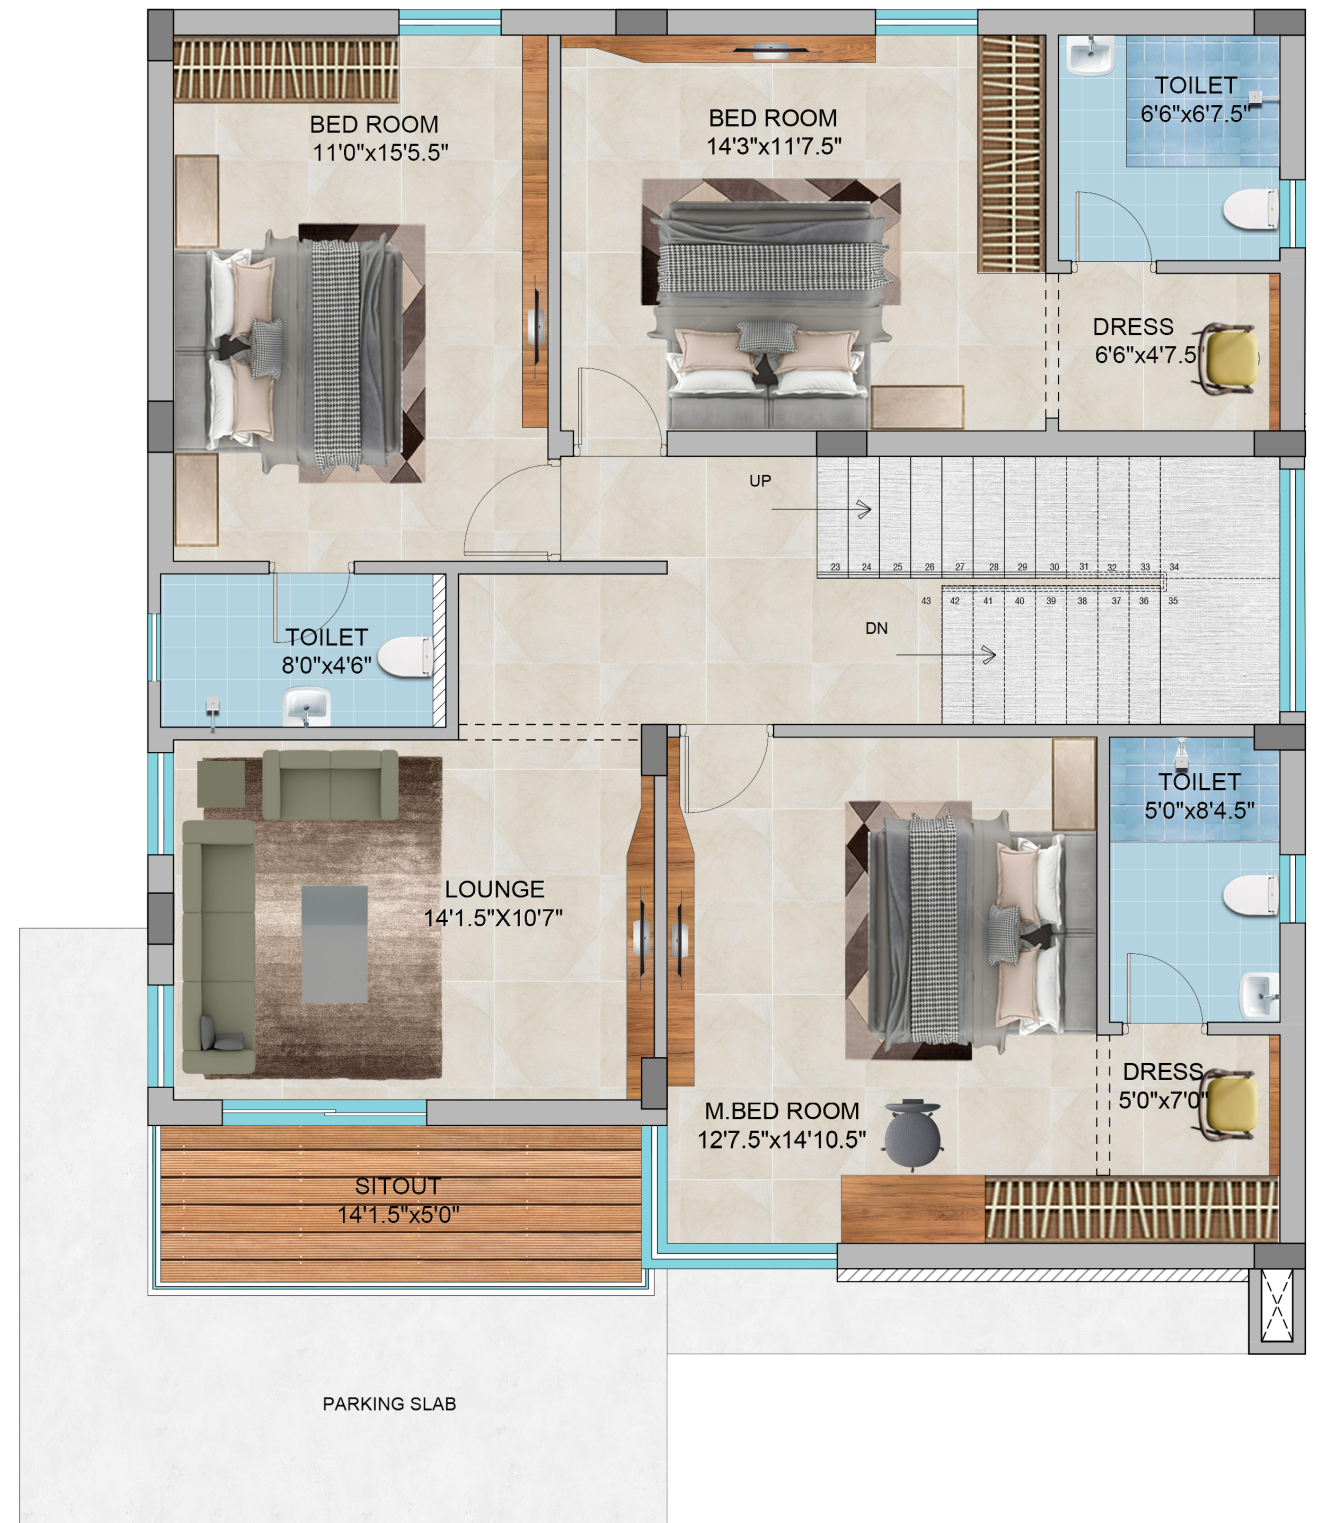 BED ROOM
11'0"x15'5.5"
BED ROOM
14'3"x11'7.5"
TOILET
6'6"x6'7.5"
DRESS
6'6"x4'7.5"
UP
23 24 25 26 27 28 29 30 31 32 33 34
43 42 41 40 39 38 37 36 35
DN
TOILET
8'0"x4'6"
TOILET
5'0"x8'4.5"
LOUNGE
14'1.5"X10'7"
DRESS
5'0"x7'0"
M.BED ROOM
12'7.5"x14'10.5"
SITOUT
14'1.5"x5'0"
PARKING SLAB